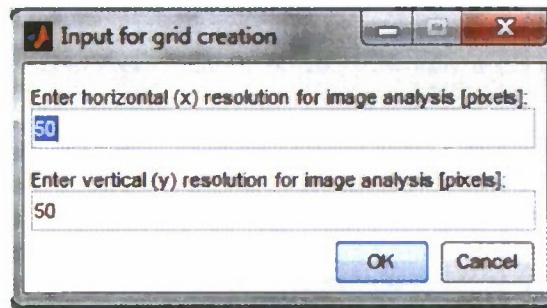 Input for grid creation
Enter horizontal (x) resolution for image analysis [pixels]:
50
Enter vertical (y) resolution for image analysis [pixels]:
50
OK Cancel